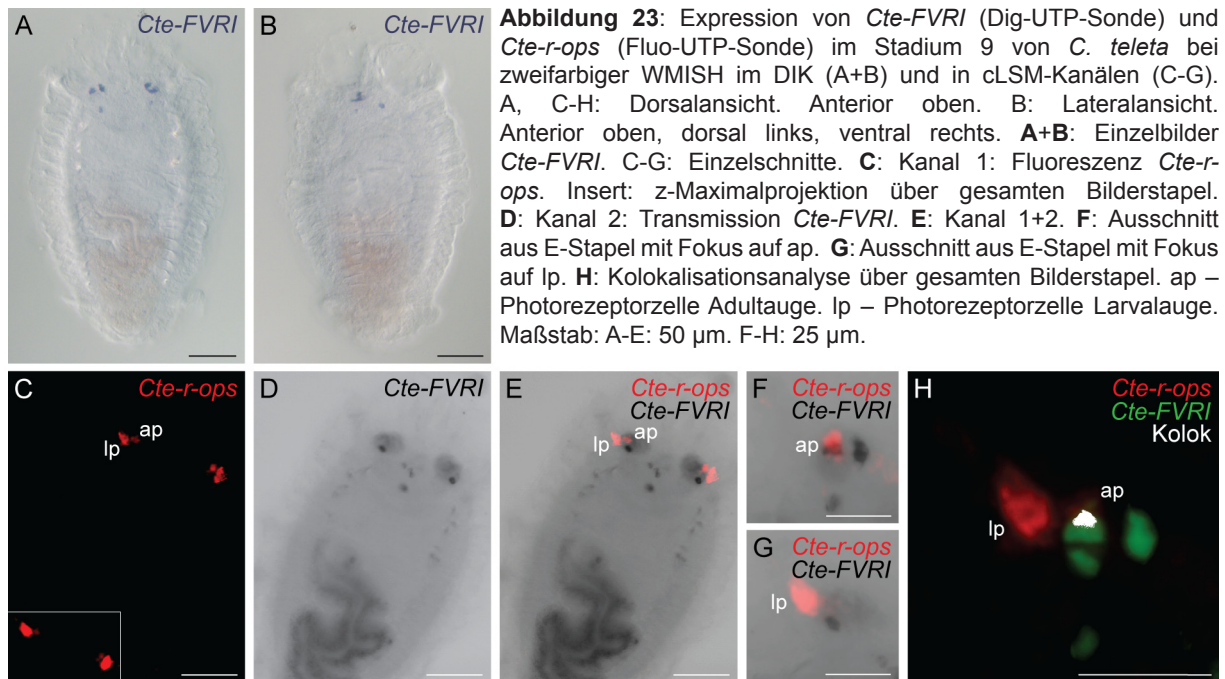 A Cte-FVRI
B Cte-FVRI
Abbildung 23: Expression von Cte-FVRI (Dig-UTP-Sonde) und
Cte-r-ops (Fluo-UTP-Sonde) im Stadium 9 von C. teleta bei
zweifarbiger WMISH im DIK (A+B) und in cLSM-Kanälen (C-G).
A, C-H: Dorsalansicht. Anterior oben. B: Lateralansicht.
Anterior oben, dorsal links, ventral rechts. A+B: Einzelbilder
Cte-FVRI. C-G: Einzelschnitte. C: Kanal 1: Fluoreszenz Cte-r-
ops. Insert: z-Maximalprojektion über gesamten Bilderstapel.
D: Kanal 2: Transmission Cte-FVRI. E: Kanal 1+2. F: Ausschnitt
aus E-Stapel mit Fokus auf ap. G: Ausschnitt aus E-Stapel mit Fokus
auf lp. H: Kolokalisationsanalyse über gesamten Bilderstapel. ap –
Photorezeptorzelle Adultauge. lp – Photorezeptorzelle Larvalauge.
Maßstab: A-E: 50 µm. F-H: 25 µm.
C Cte-r-ops
ap
lp
D Cte-FVRI
E Cte-r-ops
Cte-FVRI
ap
lp
F Cte-r-ops
Cte-FVRI
ap
G Cte-r-ops
Cte-FVRI
lp
H Cte-r-ops
Cte-FVRI
Kolok
ap
lp